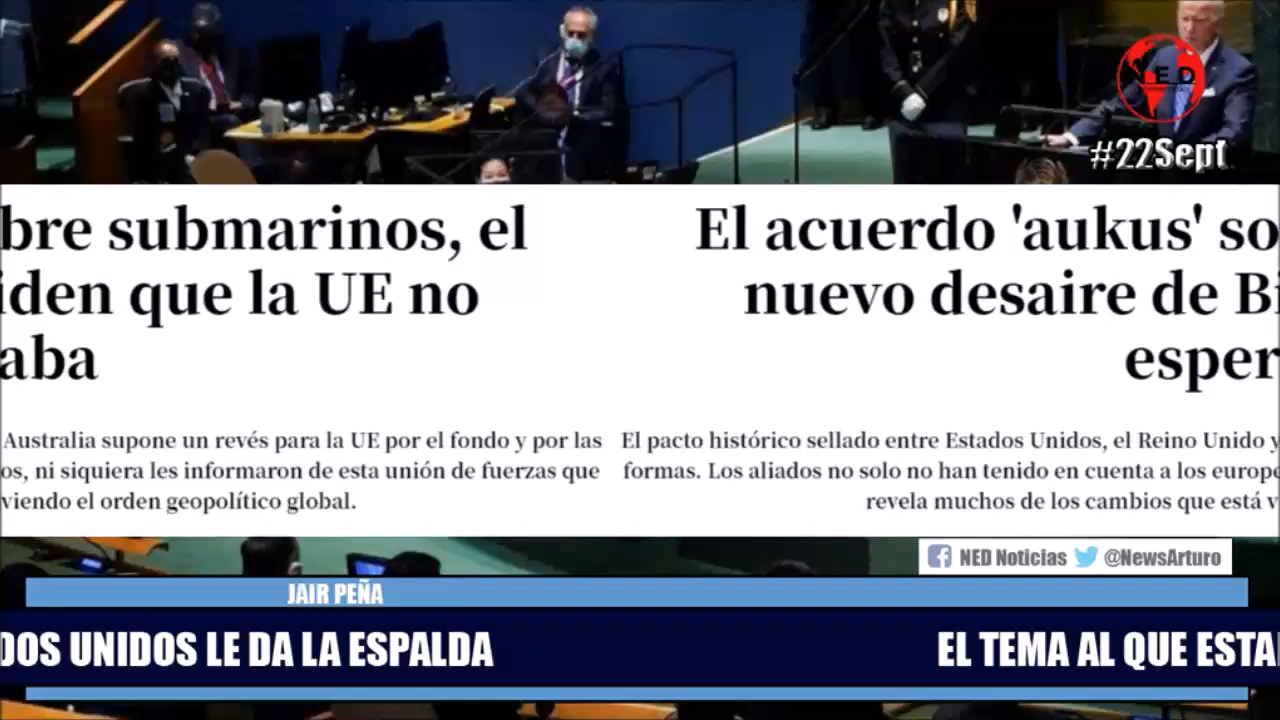 N.E.D
#22Sept
bre submarinos, el
iden que la UE no
aba
El acuerdo 'aukus' so
nuevo desaire de Bi
esper
Australia supone un revés para la UE por el fondo y por las
os, ni siquiera les informaron de esta unión de fuerzas que
viendo el orden geopolítico global.
El pacto histórico sellado entre Estados Unidos, el Reino Unido y
formas. Los aliados no solo no han tenido en cuenta a los europe
revela muchos de los cambios que está v
NED Noticias @NewsArturo
JAIR PEÑA
DOS UNIDOS LE DA LA ESPALDA
EL TEMA AL QUE ESTA